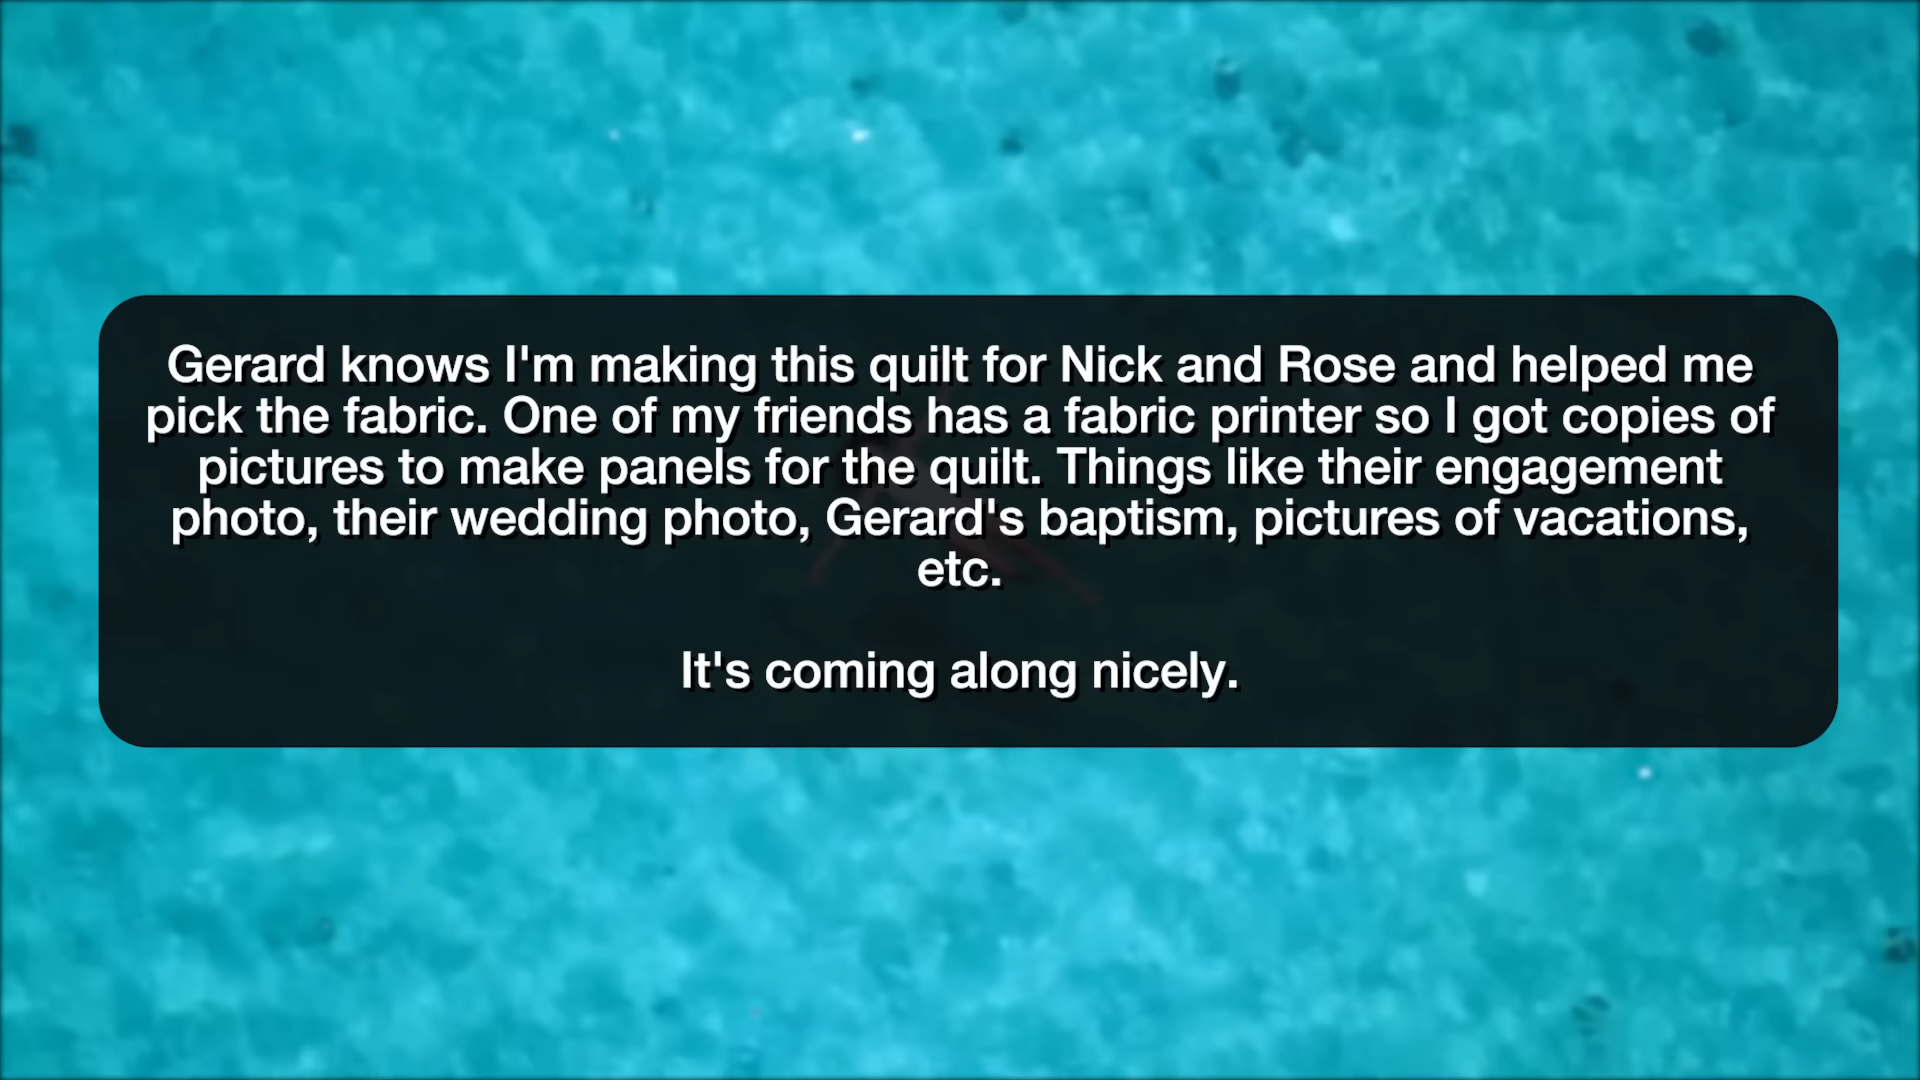 Gerard knows I'm making this quilt for Nick and Rose and helped me
pick the fabric. One of my friends has a fabric printer so I got copies of
pictures to make panels for the quilt. Things like their engagement
photo, their wedding photo, Gerard's baptism, pictures of vacations,
etc.
It's coming along nicely.